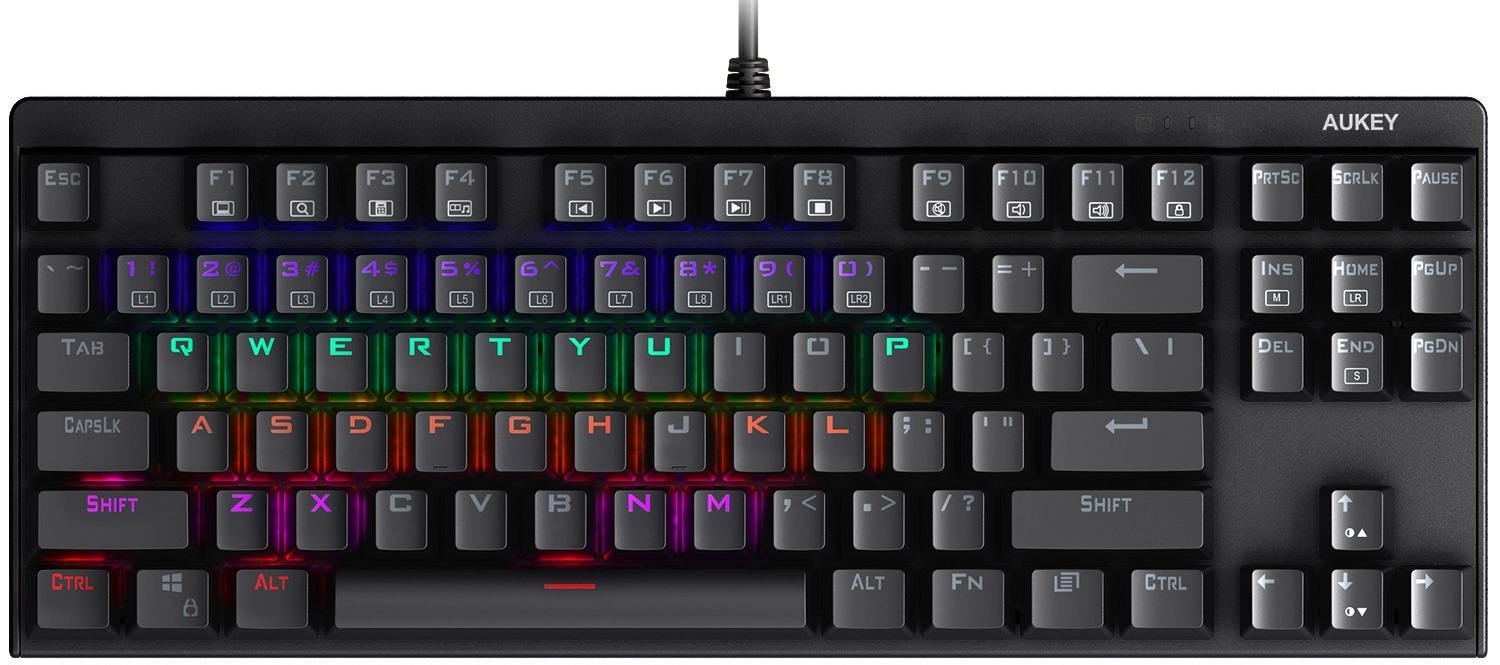 AUKEY
Esc F1 F2 F3 F4 F5 F6 F7 F8 F9 F10 F11 F12 PrtSc ScrLk Pause
` ~ 1 ! 2 @ 3 # 4 $ 5 % 6 ^ 7 & 8 * 9 ( 0 ) - - = + ← Ins Home PgUp
L1 L2 L3 L4 L5 L6 L7 L8 LR1 LR2 M LR
Tab Q W E R T Y U I O P [ { ] } \ | Del End PgDn
S
CapsLk A S D F G H J K L ; : ' "
Shift Z X C V B N M , < . > / ? Shift ↑
Ctrl Alt Alt Fn Ctrl ← ↓ →